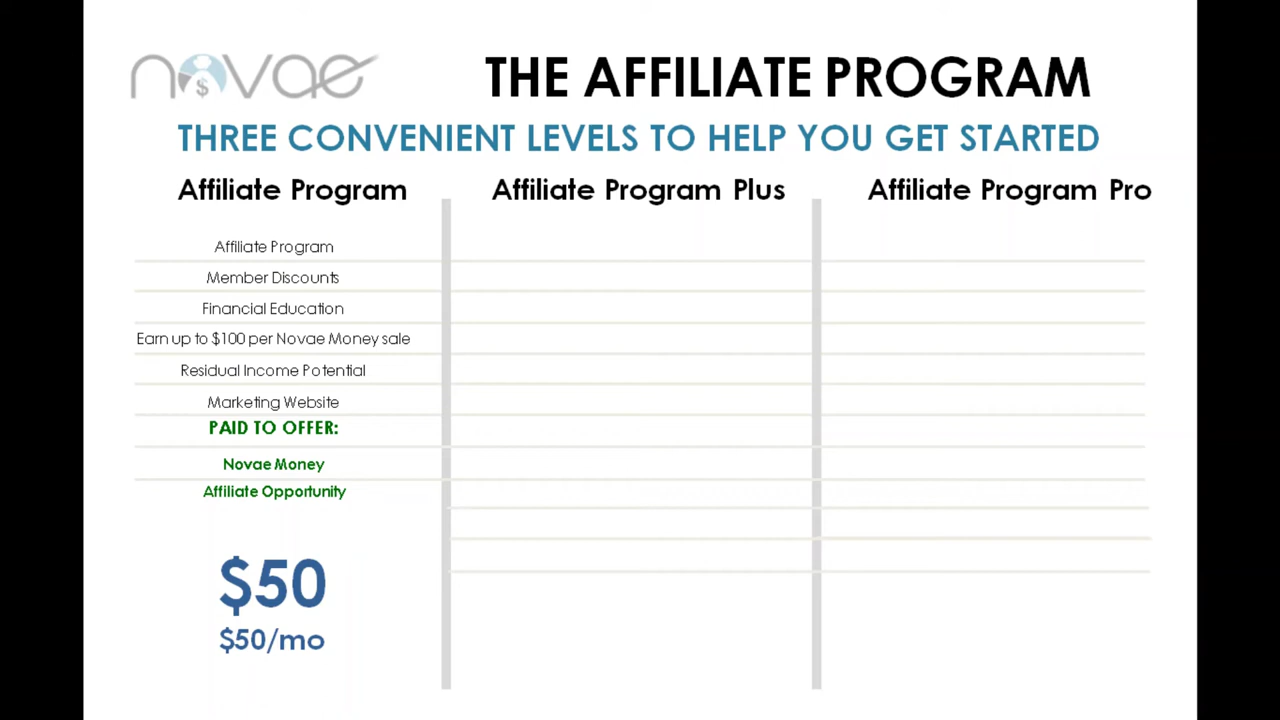 novae
THE AFFILIATE PROGRAM
THREE CONVENIENT LEVELS TO HELP YOU GET STARTED
Affiliate Program
Affiliate Program Plus
Affiliate Program Pro
Affiliate Program
Member Discounts
Financial Education
Earn up to $100 per Novae Money sale
Residual Income Potential
Marketing Website
PAID TO OFFER:
Novae Money
Affiliate Opportunity
$50
$50/mo